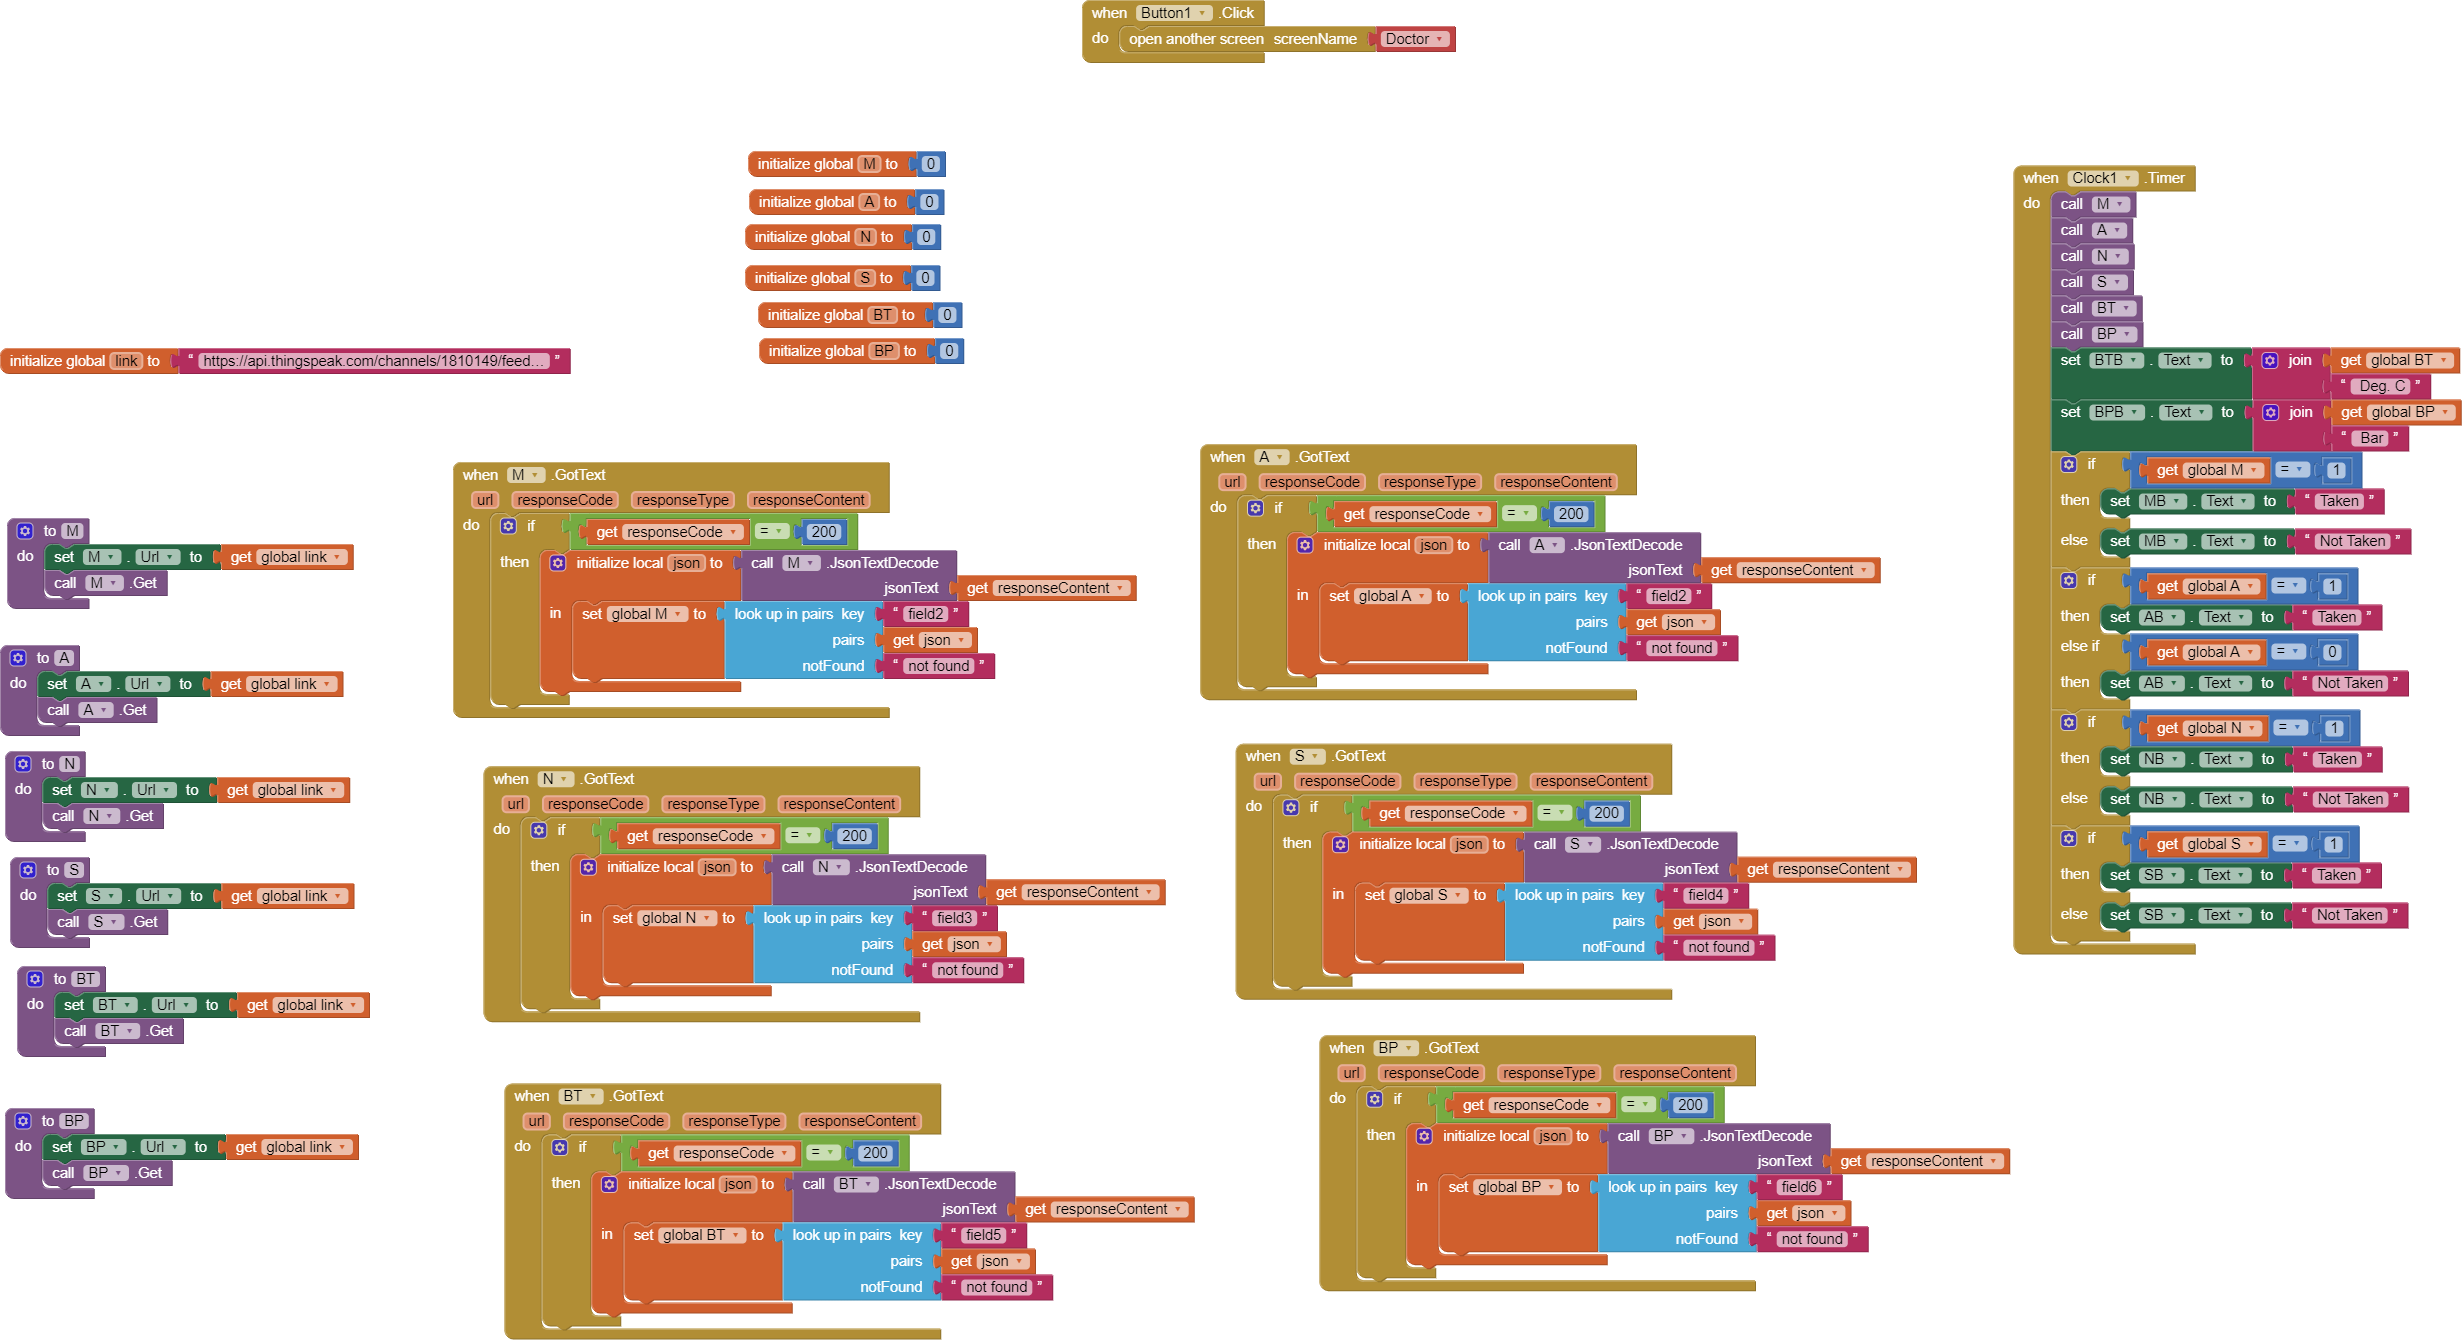 when Button1 .Click
do open another screen screenName Doctor
initialize global M to 0
initialize global A to 0
initialize global N to 0
initialize global S to 0
initialize global BT to 0
initialize global BP to 0
initialize global link to “ https://api.thingspeak.com/channels/1810149/feed... ”
to M
do set M . Url to get global link
call M .Get
to A
do set A . Url to get global link
call A .Get
to N
do set N . Url to get global link
call N .Get
to S
do set S . Url to get global link
call S .Get
to BT
do set BT . Url to get global link
call BT .Get
to BP
do set BP . Url to get global link
call BP .Get
when M .GotText
url responseCode responseType responseContent
do if get responseCode = 200
then initialize local json to call M .JsonTextDecode
jsonText get responseContent
in set global M to look up in pairs key “ field2 ”
pairs get json
notFound “ not found ”
when A .GotText
url responseCode responseType responseContent
do if get responseCode = 200
then initialize local json to call A .JsonTextDecode
jsonText get responseContent
in set global A to look up in pairs key “ field2 ”
pairs get json
notFound “ not found ”
when N .GotText
url responseCode responseType responseContent
do if get responseCode = 200
then initialize local json to call N .JsonTextDecode
jsonText get responseContent
in set global N to look up in pairs key “ field3 ”
pairs get json
notFound “ not found ”
when S .GotText
url responseCode responseType responseContent
do if get responseCode = 200
then initialize local json to call S .JsonTextDecode
jsonText get responseContent
in set global S to look up in pairs key “ field4 ”
pairs get json
notFound “ not found ”
when BT .GotText
url responseCode responseType responseContent
do if get responseCode = 200
then initialize local json to call BT .JsonTextDecode
jsonText get responseContent
in set global BT to look up in pairs key “ field5 ”
pairs get json
notFound “ not found ”
when BP .GotText
url responseCode responseType responseContent
do if get responseCode = 200
then initialize local json to call BP .JsonTextDecode
jsonText get responseContent
in set global BP to look up in pairs key “ field6 ”
pairs get json
notFound “ not found ”
when Clock1 .Timer
do call M
call A
call N
call S
call BT
call BP
set BTB . Text to join get global BT
“ Deg. C ”
set BPB . Text to join get global BP
“ Bar ”
if get global M = 1
then set MB . Text to “ Taken ”
else set MB . Text to “ Not Taken ”
if get global A = 1
then set AB . Text to “ Taken ”
else if get global A = 0
then set AB . Text to “ Not Taken ”
if get global N = 1
then set NB . Text to “ Taken ”
else set NB . Text to “ Not Taken ”
if get global S = 1
then set SB . Text to “ Taken ”
else set SB . Text to “ Not Taken ”